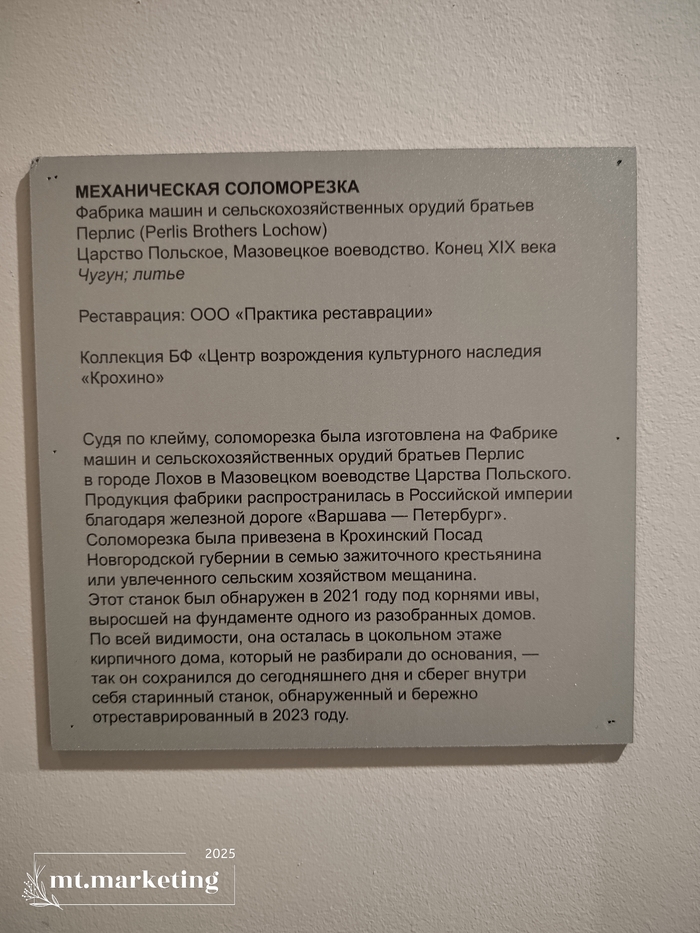 МЕХАНИЧЕСКАЯ СОЛОМОРЕЗКА
Фабрика машин и сельскохозяйственных орудий братьев
Перлис (Perlis Brothers Lochow)
Царство Польское, Мазовецкое воеводство. Конец XIX века
Чугун; литье
Реставрация: ООО «Практика реставрации»
Коллекция БФ «Центр возрождения культурного наследия
«Крохино»
Судя по клейму, соломорезка была изготовлена на Фабрике
машин и сельскохозяйственных орудий братьев Перлис
в городе Лохов в Мазовецком воеводстве Царства Польского.
Продукция фабрики распространилась в Российской империи
благодаря железной дороге «Варшава — Петербург».
Соломорезка была привезена в Крохинский Посад
Новгородской губернии в семью зажиточного крестьянина
или увлеченного сельским хозяйством мещанина.
Этот станок был обнаружен в 2021 году под корнями ивы,
выросшей на фундаменте одного из разобранных домов.
По всей видимости, она осталась в цокольном этаже
кирпичного дома, который не разбирали до основания, —
так он сохранился до сегодняшнего дня и сберег внутри
себя старинный станок, обнаруженный и бережно
отреставрированный в 2023 году.
2025
mt.marketing